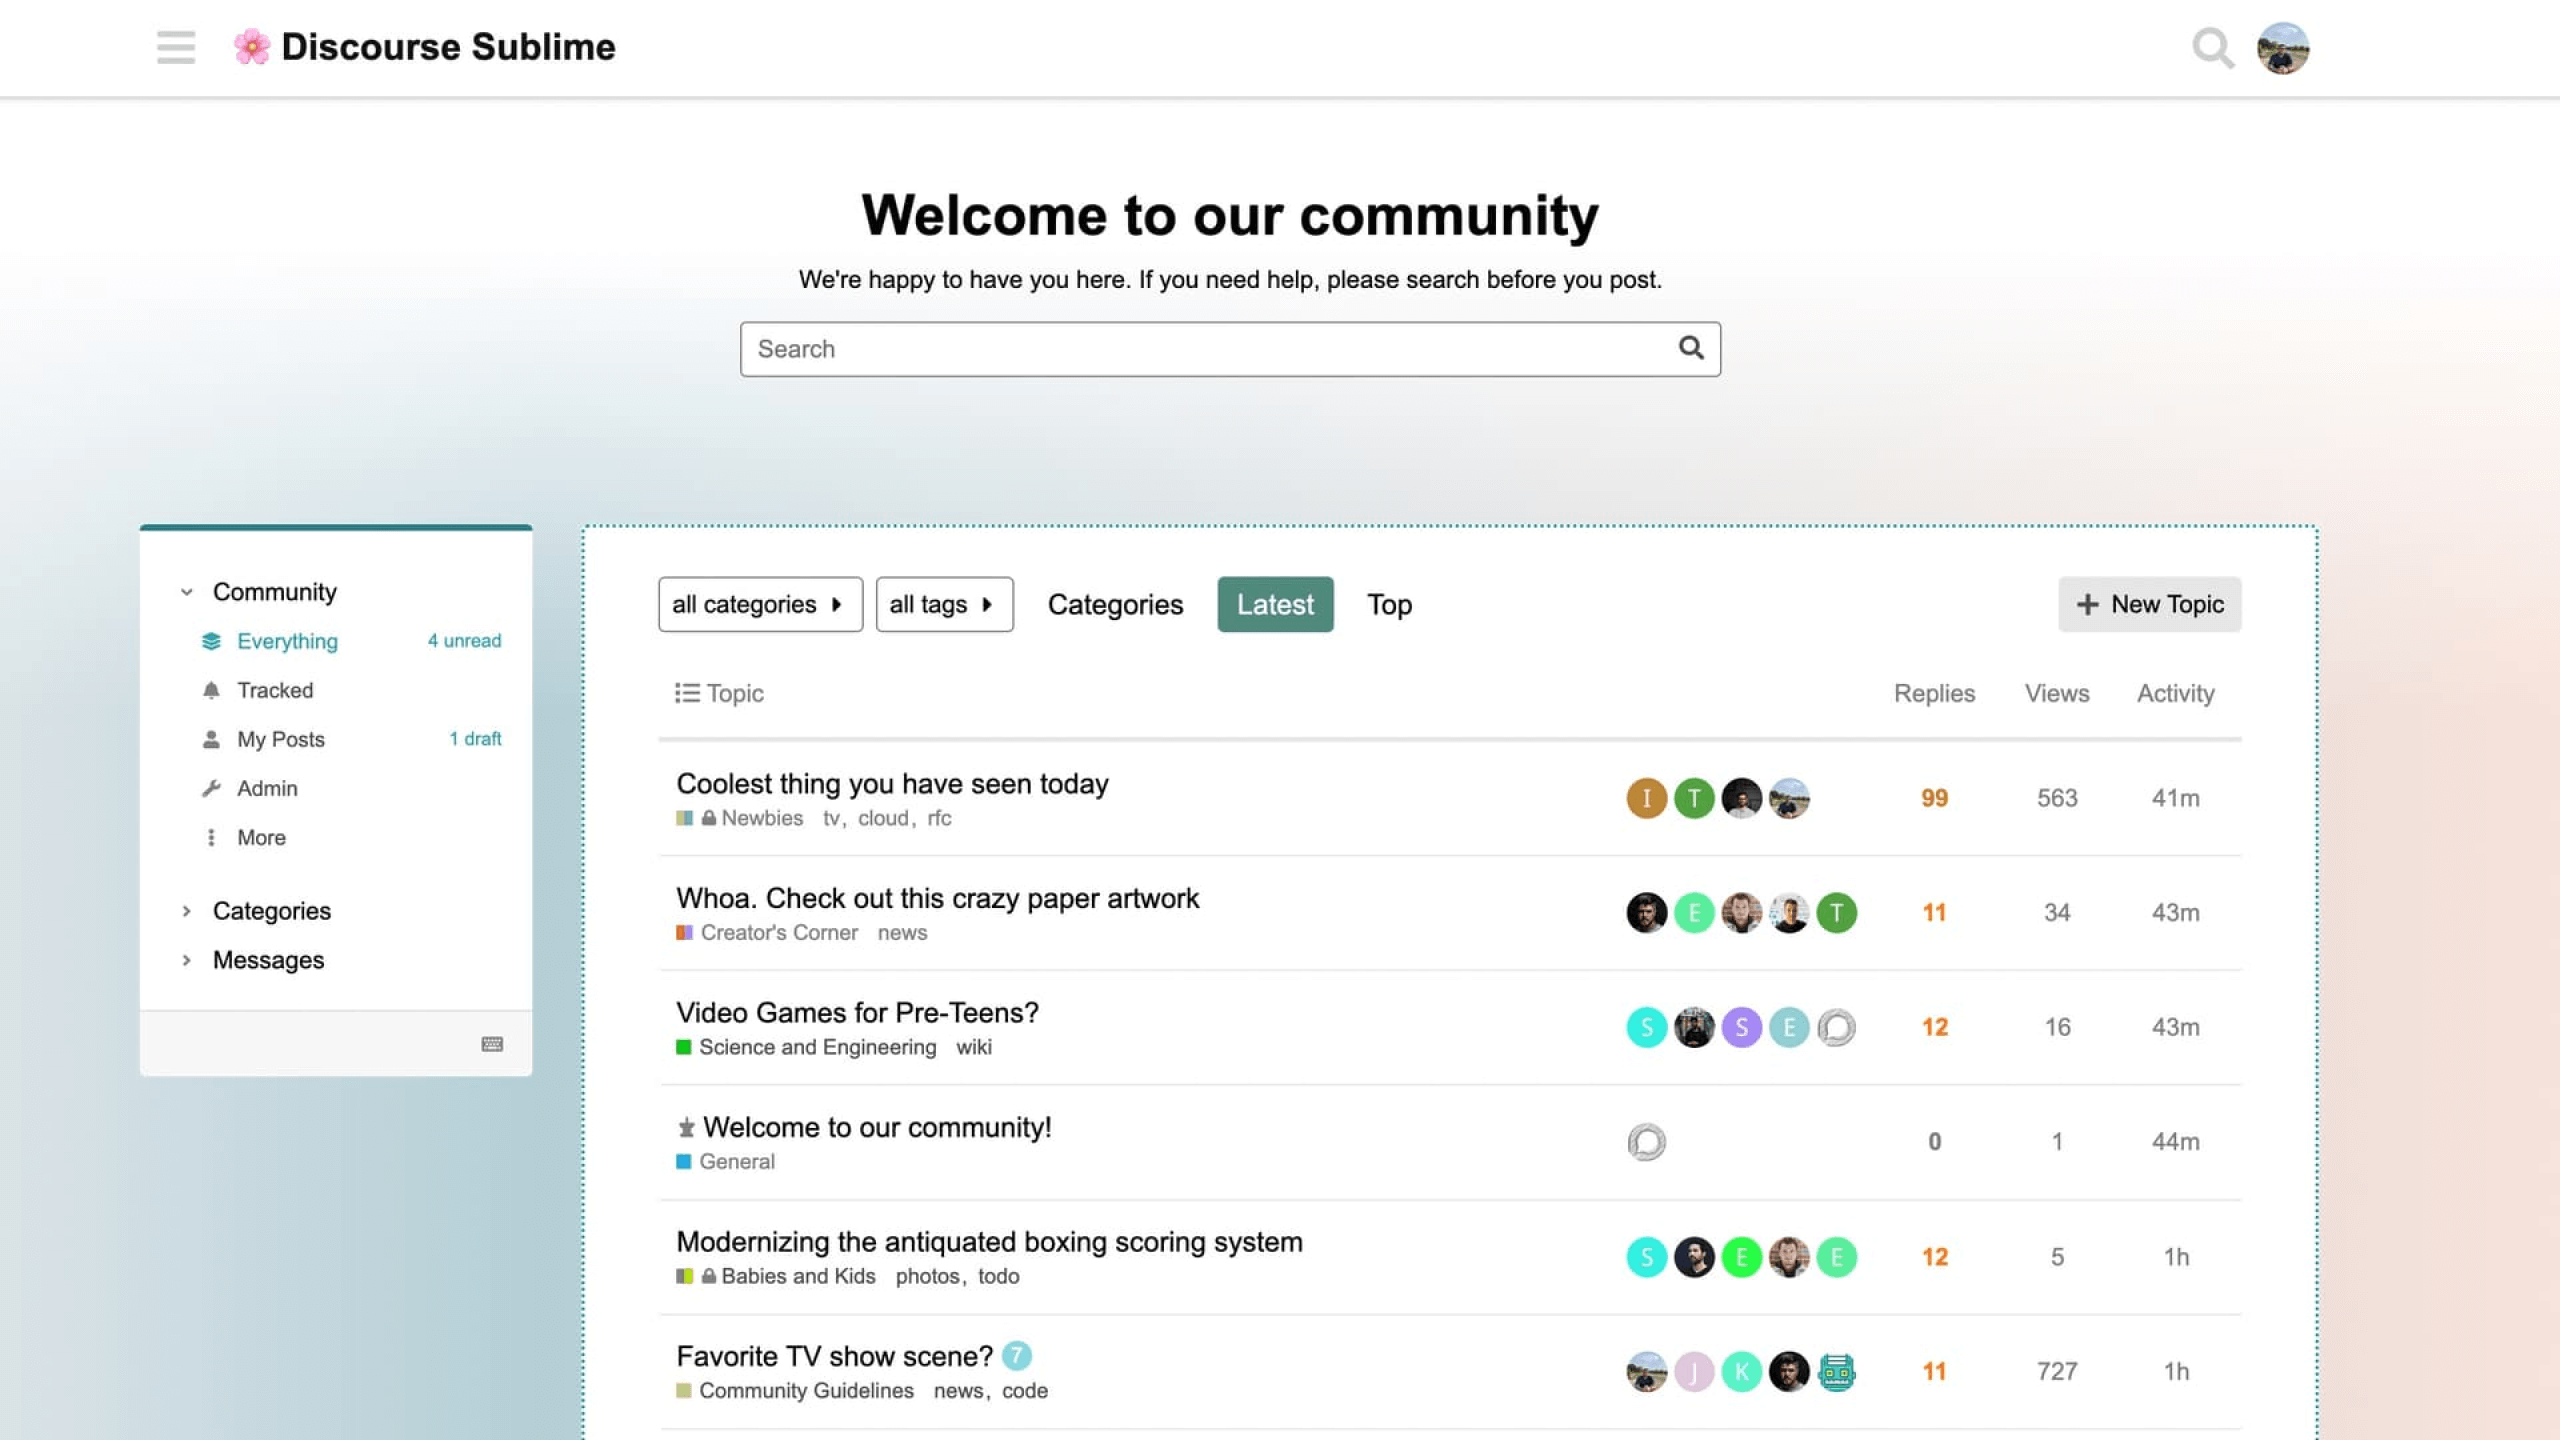 Discourse Sublime
Welcome to our community
We're happy to have you here. If you need help, please search before you post.
Search
Community
Everything 4 unread
Tracked
My Posts 1 draft
Admin
More
Categories
Messages
all categories all tags Categories Latest Top New Topic
Topic Replies Views Activity
Coolest thing you have seen today
Newbies tv, cloud, rfc
I T 99 563 41m
Whoa. Check out this crazy paper artwork
Creator's Corner news
E T 11 34 43m
Video Games for Pre-Teens?
Science and Engineering wiki
S S E 12 16 43m
Welcome to our community!
General
0 1 44m
Modernizing the antiquated boxing scoring system
Babies and Kids photos, todo
S E E 12 5 1h
Favorite TV show scene? 7
Community Guidelines news, code
J K 11 727 1h